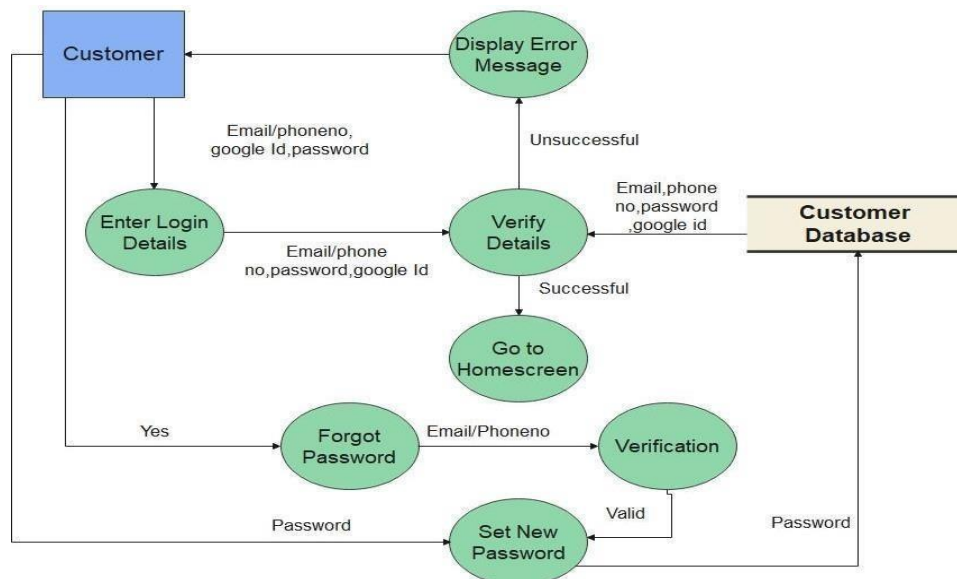 Customer
Display Error
Message
Email/phoneno,
google Id,password
Unsuccessful
Enter Login
Details
Email/phone
no,password,google Id
Verify
Details
Email,phone
no,password
,google id
Customer
Database
Successful
Go to
Homescreen
Yes
Forgot
Password
Email/Phoneno
Verification
Valid
Password
Set New
Password
Password